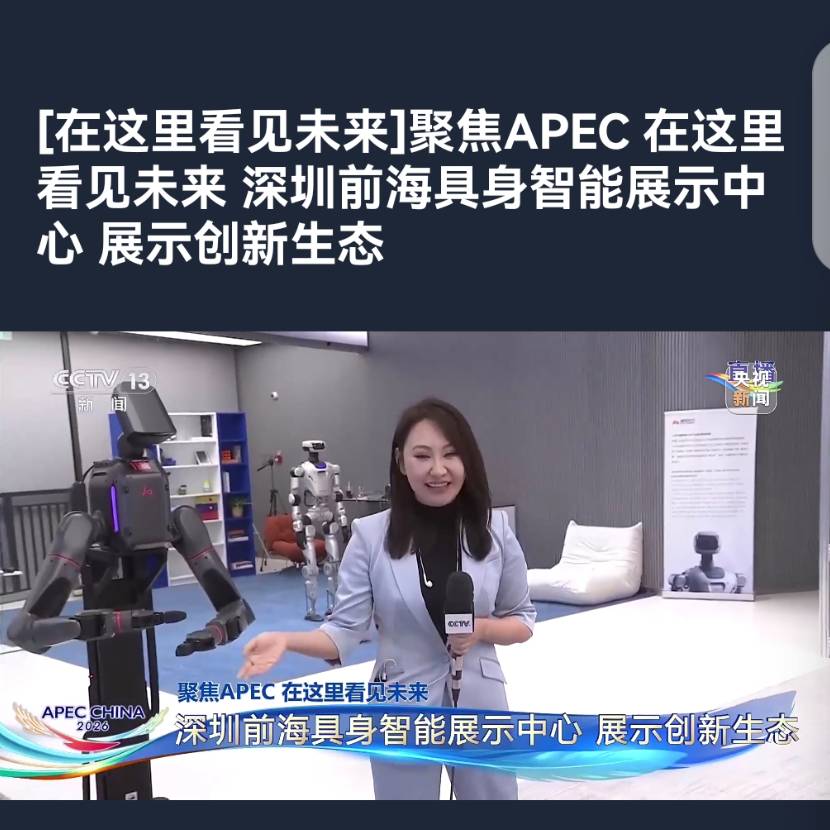 [在这里看见未来]聚焦APEC 在这里
看见未来 深圳前海具身智能展示中
心 展示创新生态
CCTV 13
新闻
直播
央视
新闻
CCTV
聚焦APEC 在这里看见未来
APEC CHINA
2026
深圳前海具身智能展示中心 展示创新生态